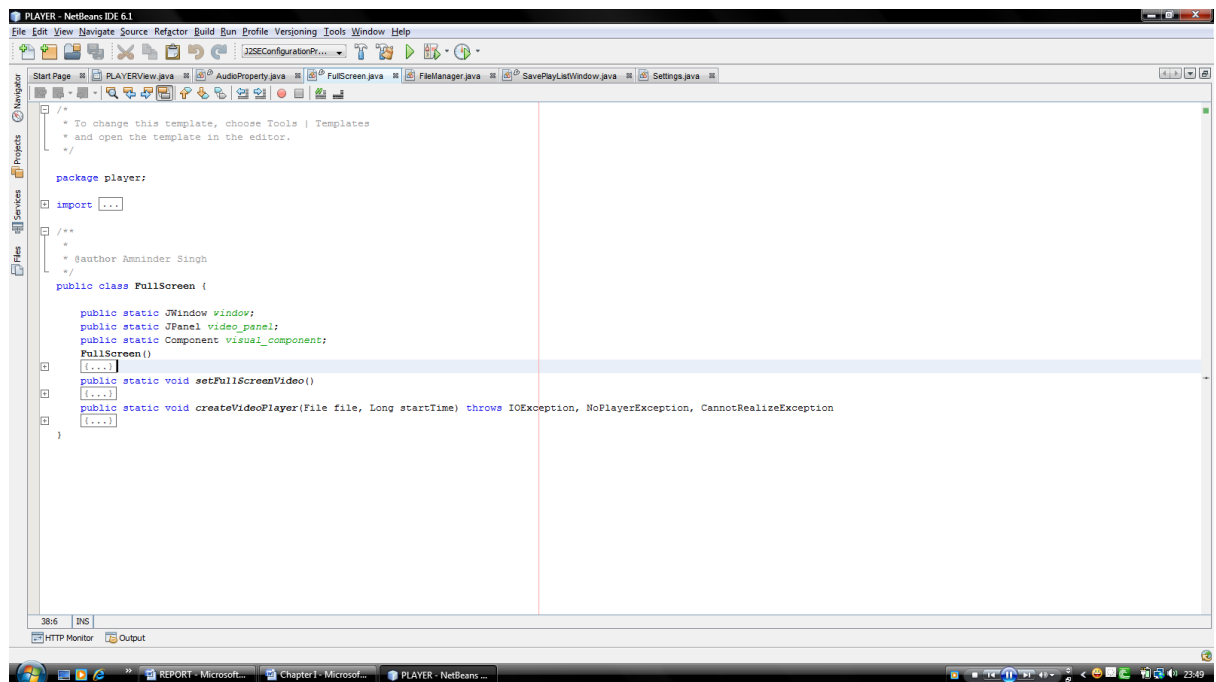 PLAYER - NetBeans IDE 6.1
File Edit View Navigate Source Refactor Build Run Profile Versioning Tools Window Help
J2SEConfigurationPr...
Start Page PLAYERView.java AudioProperty.java FullScreen.java FileManager.java SavePlayListWindow.java Settings.java
Navigator
Projects
Services
Files
/*
* To change this template, choose Tools | Templates
* and open the template in the editor.
*/
package player;
import ...
/**
*
* @author Amninder Singh
*/
public class FullScreen {
public static JWindow window;
public static JPanel video_panel;
public static Component visual_component;
FullScreen()
{...}
public static void setFullScreenVideo()
{...}
public static void createVideoPlayer(File file, Long startTime) throws IOException, NoPlayerException, CannotRealizeException
{...}
}
38:6 INS
HTTP Monitor Output
REPORT - Microsoft... Chapter1 - Microsof... PLAYER - NetBeans ... 23:49